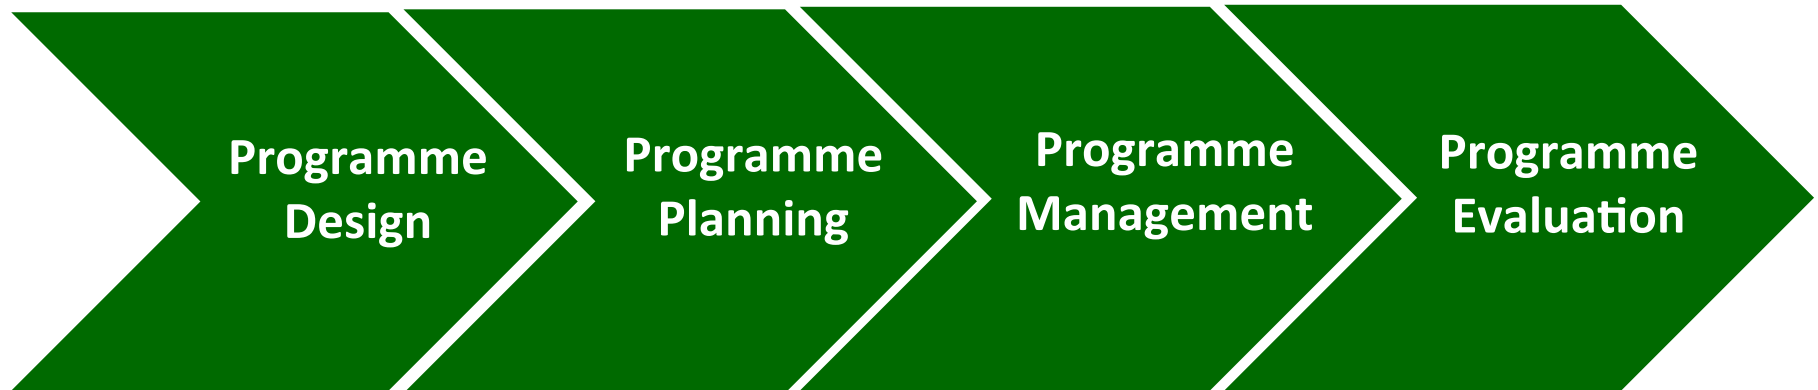 Programme
Design
Programme
Planning
Programme
Management
Programme
Evaluation